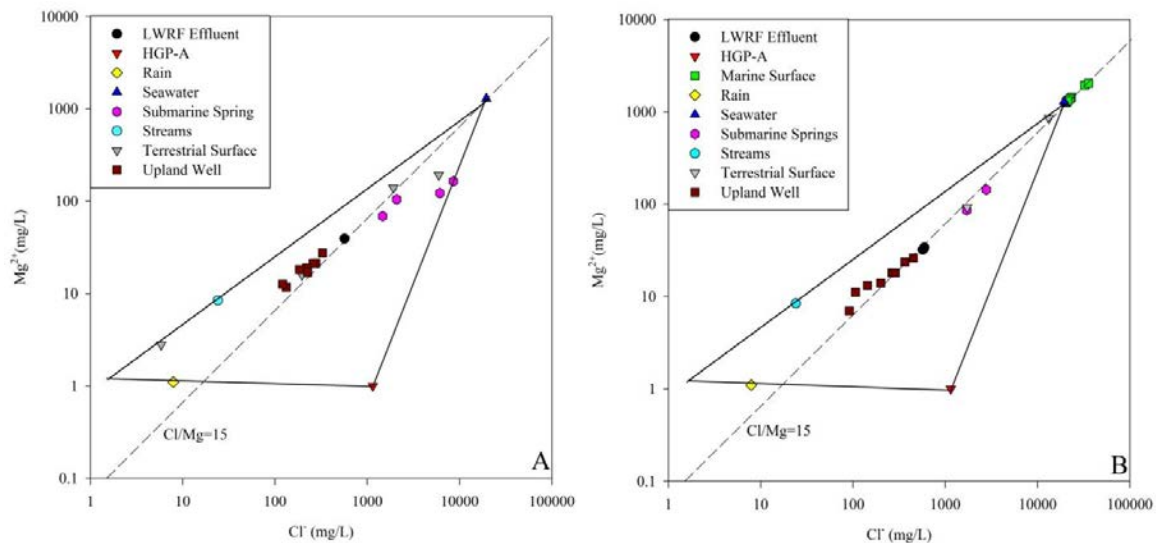 10000
1000
100
10
1
0.1
Mg²⁺(mg/L)
LWRF Effluent
HGP-A
Rain
Seawater
Submarine Spring
Streams
Terrestrial Surface
Upland Well
Cl/Mg=15
A
1 10 100 1000 10000 100000
Cl⁻ (mg/L)
10000
1000
100
10
1
0.1
Mg²⁺(mg/L)
LWRF Effluent
HGP-A
Marine Surface
Rain
Seawater
Submarine Springs
Streams
Terrestrial Surface
Upland Well
Cl/Mg=15
B
1 10 100 1000 10000 100000
Cl⁻ (mg/L)